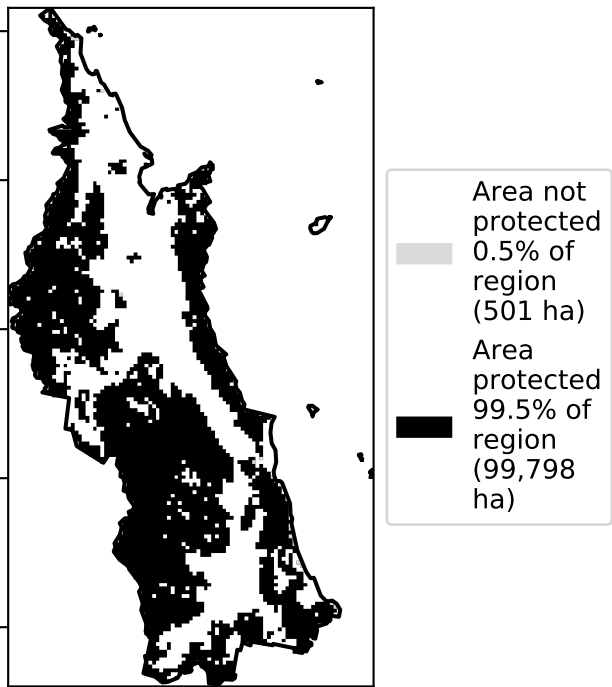 Area not
protected
0.5% of
region
(501 ha)
Area
protected
99.5% of
region
(99,798
ha)